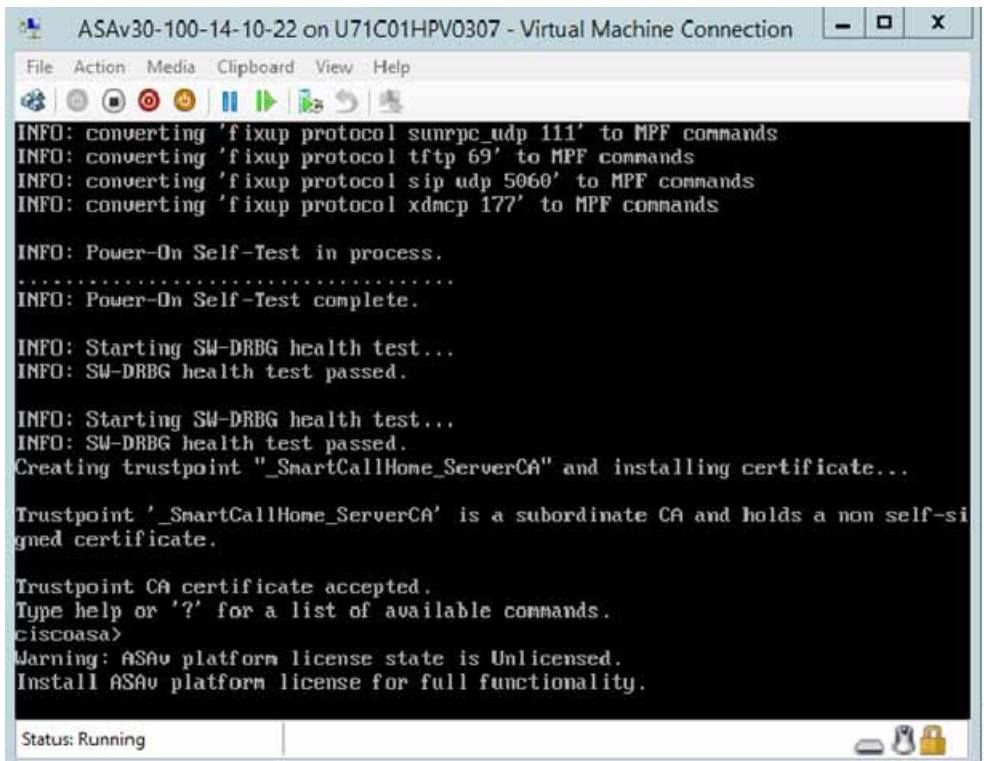 ASAv30-100-14-10-22 on U71C01HPV0307 - Virtual Machine Connection
File Action Media Clipboard View Help
INFO: converting 'fixup protocol sunrpc_udp 111' to MPF commands
INFO: converting 'fixup protocol tftp 69' to MPF commands
INFO: converting 'fixup protocol sip udp 5060' to MPF commands
INFO: converting 'fixup protocol xdmcp 177' to MPF commands
INFO: Power-On Self-Test in process.
.....................................
INFO: Power-On Self-Test complete.
INFO: Starting SW-DRBG health test...
INFO: SW-DRBG health test passed.
INFO: Starting SW-DRBG health test...
INFO: SW-DRBG health test passed.
Creating trustpoint "_SmartCallHome_ServerCA" and installing certificate...
Trustpoint '_SmartCallHome_ServerCA' is a subordinate CA and holds a non self-si
gned certificate.
Trustpoint CA certificate accepted.
Type help or '?' for a list of available commands.
ciscoasa>
Warning: ASAv platform license state is Unlicensed.
Install ASAv platform license for full functionality.
Status: Running